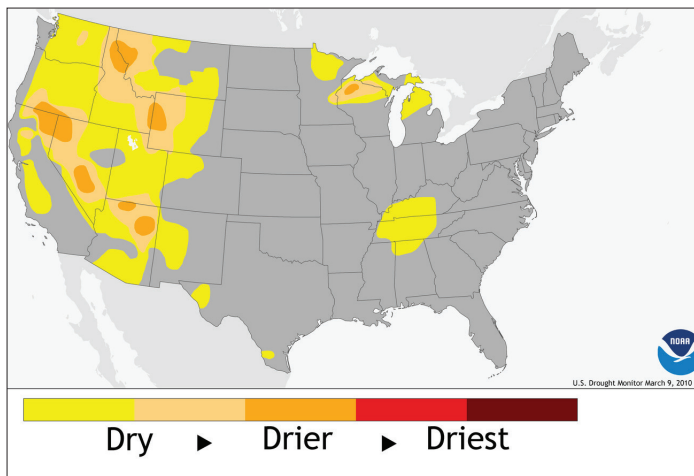 NOAA
U.S. Drought Monitor March 9, 2010
Dry ► Drier ► Driest